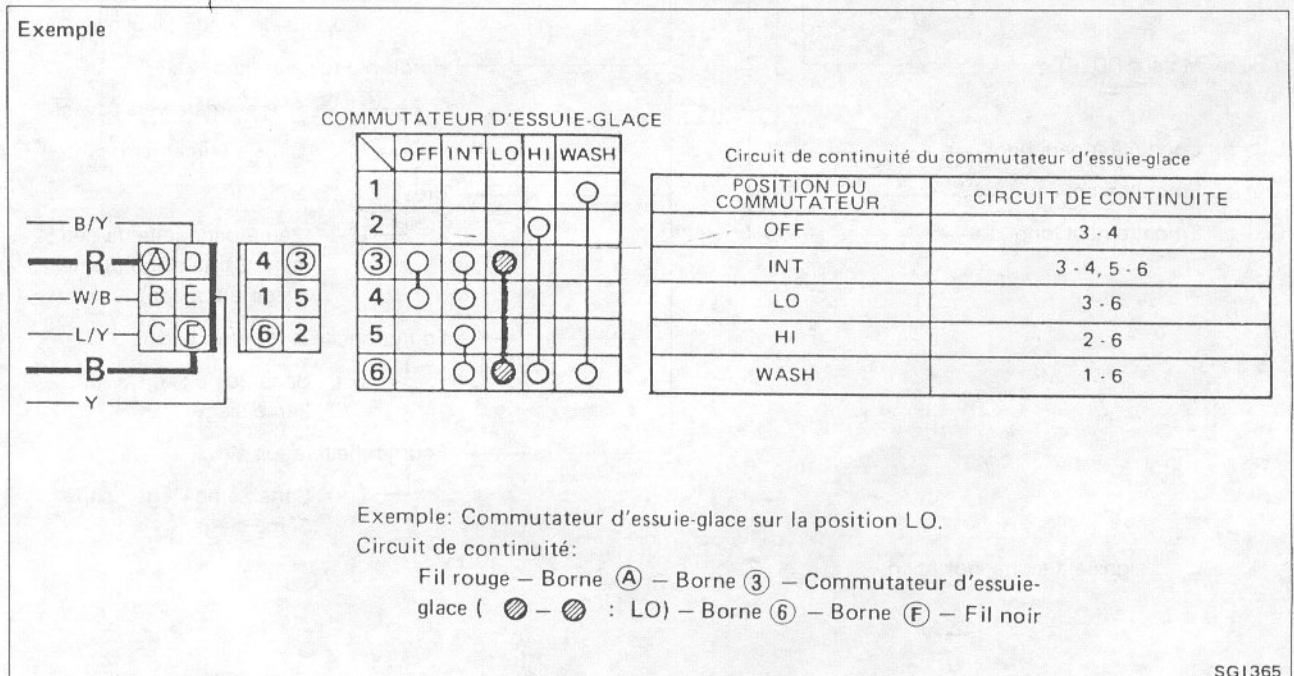 Exemple
COMMUTATEUR D'ESSUIE-GLACE
OFF INT LO HI WASH
1
2
3
4
5
6
B/Y
R A D 4 3
W/B B E 1 5
L/Y C F 6 2
B
Y
Circuit de continuité du commutateur d'essuie-glace
POSITION DU COMMUTATEUR CIRCUIT DE CONTINUITE
OFF 3 - 4
INT 3 - 4, 5 - 6
LO 3 - 6
HI 2 - 6
WASH 1 - 6
Exemple: Commutateur d'essuie-glace sur la position LO.
Circuit de continuité:
Fil rouge — Borne Ⓐ — Borne ③ — Commutateur d'essuie-
glace ( — : LO) — Borne ⑥ — Borne Ⓕ — Fil noir
SGI365